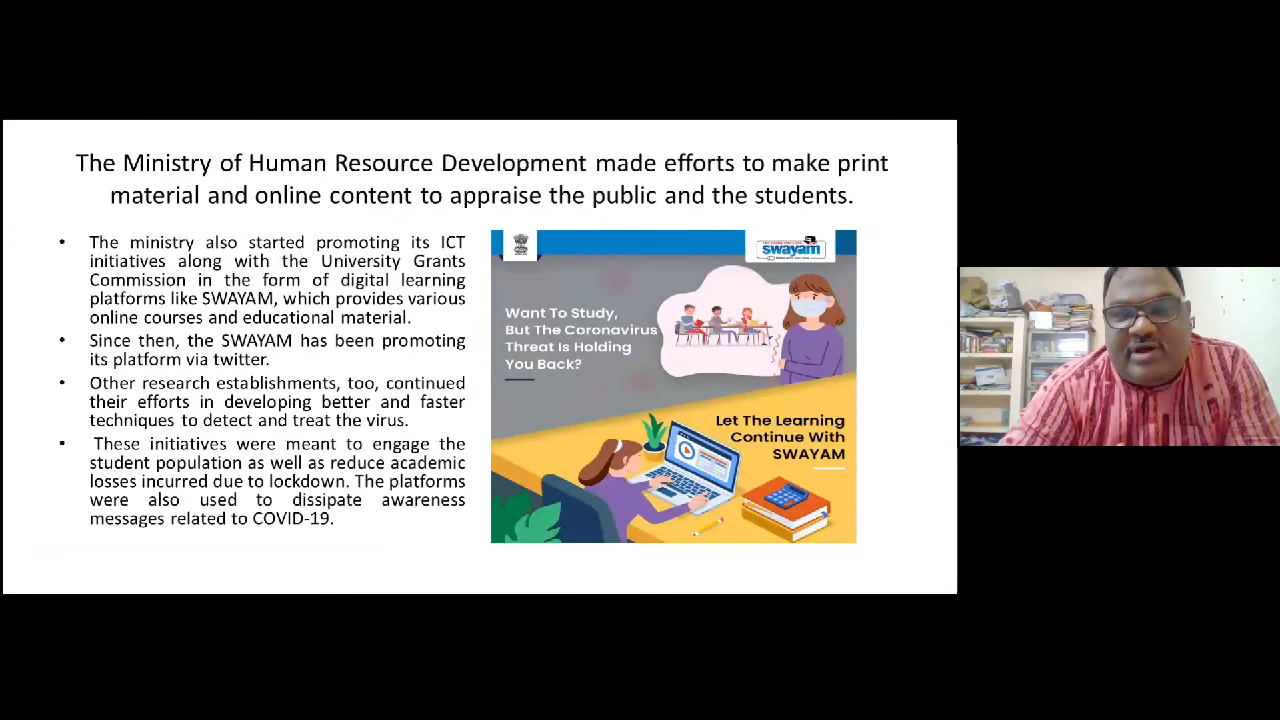 The Ministry of Human Resource Development made efforts to make print
material and online content to appraise the public and the students.
• The ministry also started promoting its ICT
initiatives along with the University Grants
Commission in the form of digital learning
platforms like SWAYAM, which provides various
online courses and educational material.
• Since then, the SWAYAM has been promoting
its platform via twitter.
• Other research establishments, too, continued
their efforts in developing better and faster
techniques to detect and treat the virus.
• These initiatives were meant to engage the
student population as well as reduce academic
losses incurred due to lockdown. The platforms
were also used to dissipate awareness
messages related to COVID-19.
swayam
Want To Study,
But The Coronavirus
Threat Is Holding
You Back?
Let The Learning
Continue With
SWAYAM